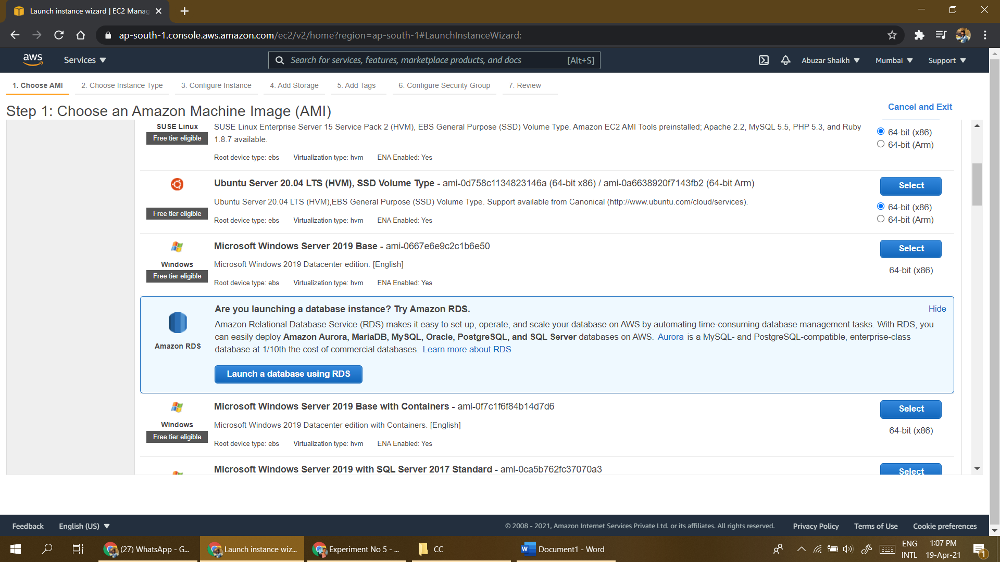 Launch instance wizard | EC2 Manag
ap-south-1.console.aws.amazon.com/ec2/v2/home?region=ap-south-1#LaunchInstanceWizard:
aws
Services
Search for services, features, marketplace products, and docs
[Alt+S]
Abuzar Shaikh
Mumbai
Support
1. Choose AMI
2. Choose Instance Type
3. Configure Instance
4. Add Storage
5. Add Tags
6. Configure Security Group
7. Review
Step 1: Choose an Amazon Machine Image (AMI)
Cancel and Exit
SUSE Linux
Free tier eligible
SUSE Linux Enterprise Server 15 Service Pack 2 (HVM), EBS General Purpose (SSD) Volume Type. Amazon EC2 AMI Tools preinstalled; Apache 2.2, MySQL 5.5, PHP 5.3, and Ruby
1.8.7 available.
Root device type: ebs Virtualization type: hvm ENA Enabled: Yes
64-bit (x86)
64-bit (Arm)
Ubuntu Server 20.04 LTS (HVM), SSD Volume Type - ami-0d758c1134823146a (64-bit x86) / ami-0a6638920f7143fb2 (64-bit Arm)
Free tier eligible
Ubuntu Server 20.04 LTS (HVM),EBS General Purpose (SSD) Volume Type. Support available from Canonical (http://www.ubuntu.com/cloud/services).
Root device type: ebs Virtualization type: hvm ENA Enabled: Yes
Select
64-bit (x86)
64-bit (Arm)
Microsoft Windows Server 2019 Base - ami-0667e6e9c2c1b6e50
Windows
Free tier eligible
Microsoft Windows 2019 Datacenter edition. [English]
Root device type: ebs Virtualization type: hvm ENA Enabled: Yes
Select
64-bit (x86)
Are you launching a database instance? Try Amazon RDS.
Hide
Amazon RDS
Amazon Relational Database Service (RDS) makes it easy to set up, operate, and scale your database on AWS by automating time-consuming database management tasks. With RDS, you
can easily deploy Amazon Aurora, MariaDB, MySQL, Oracle, PostgreSQL, and SQL Server databases on AWS. Aurora is a MySQL- and PostgreSQL-compatible, enterprise-class
database at 1/10th the cost of commercial databases. Learn more about RDS
Launch a database using RDS
Microsoft Windows Server 2019 Base with Containers - ami-0f7c1f6f84b14d7d6
Windows
Free tier eligible
Microsoft Windows 2019 Datacenter edition with Containers. [English]
Root device type: ebs Virtualization type: hvm ENA Enabled: Yes
Select
64-bit (x86)
Microsoft Windows Server 2019 with SQL Server 2017 Standard - ami-0ca5b762fc37070a3
Select
Feedback
English (US)
© 2008 - 2021, Amazon Internet Services Private Ltd. or its affiliates. All rights reserved.
Privacy Policy
Terms of Use
Cookie preferences
(27) WhatsApp - G...
Launch instance wiz...
Experiment No 5 - ...
CC
Document1 - Word
ENG
INTL
1:07 PM
19-Apr-21
1